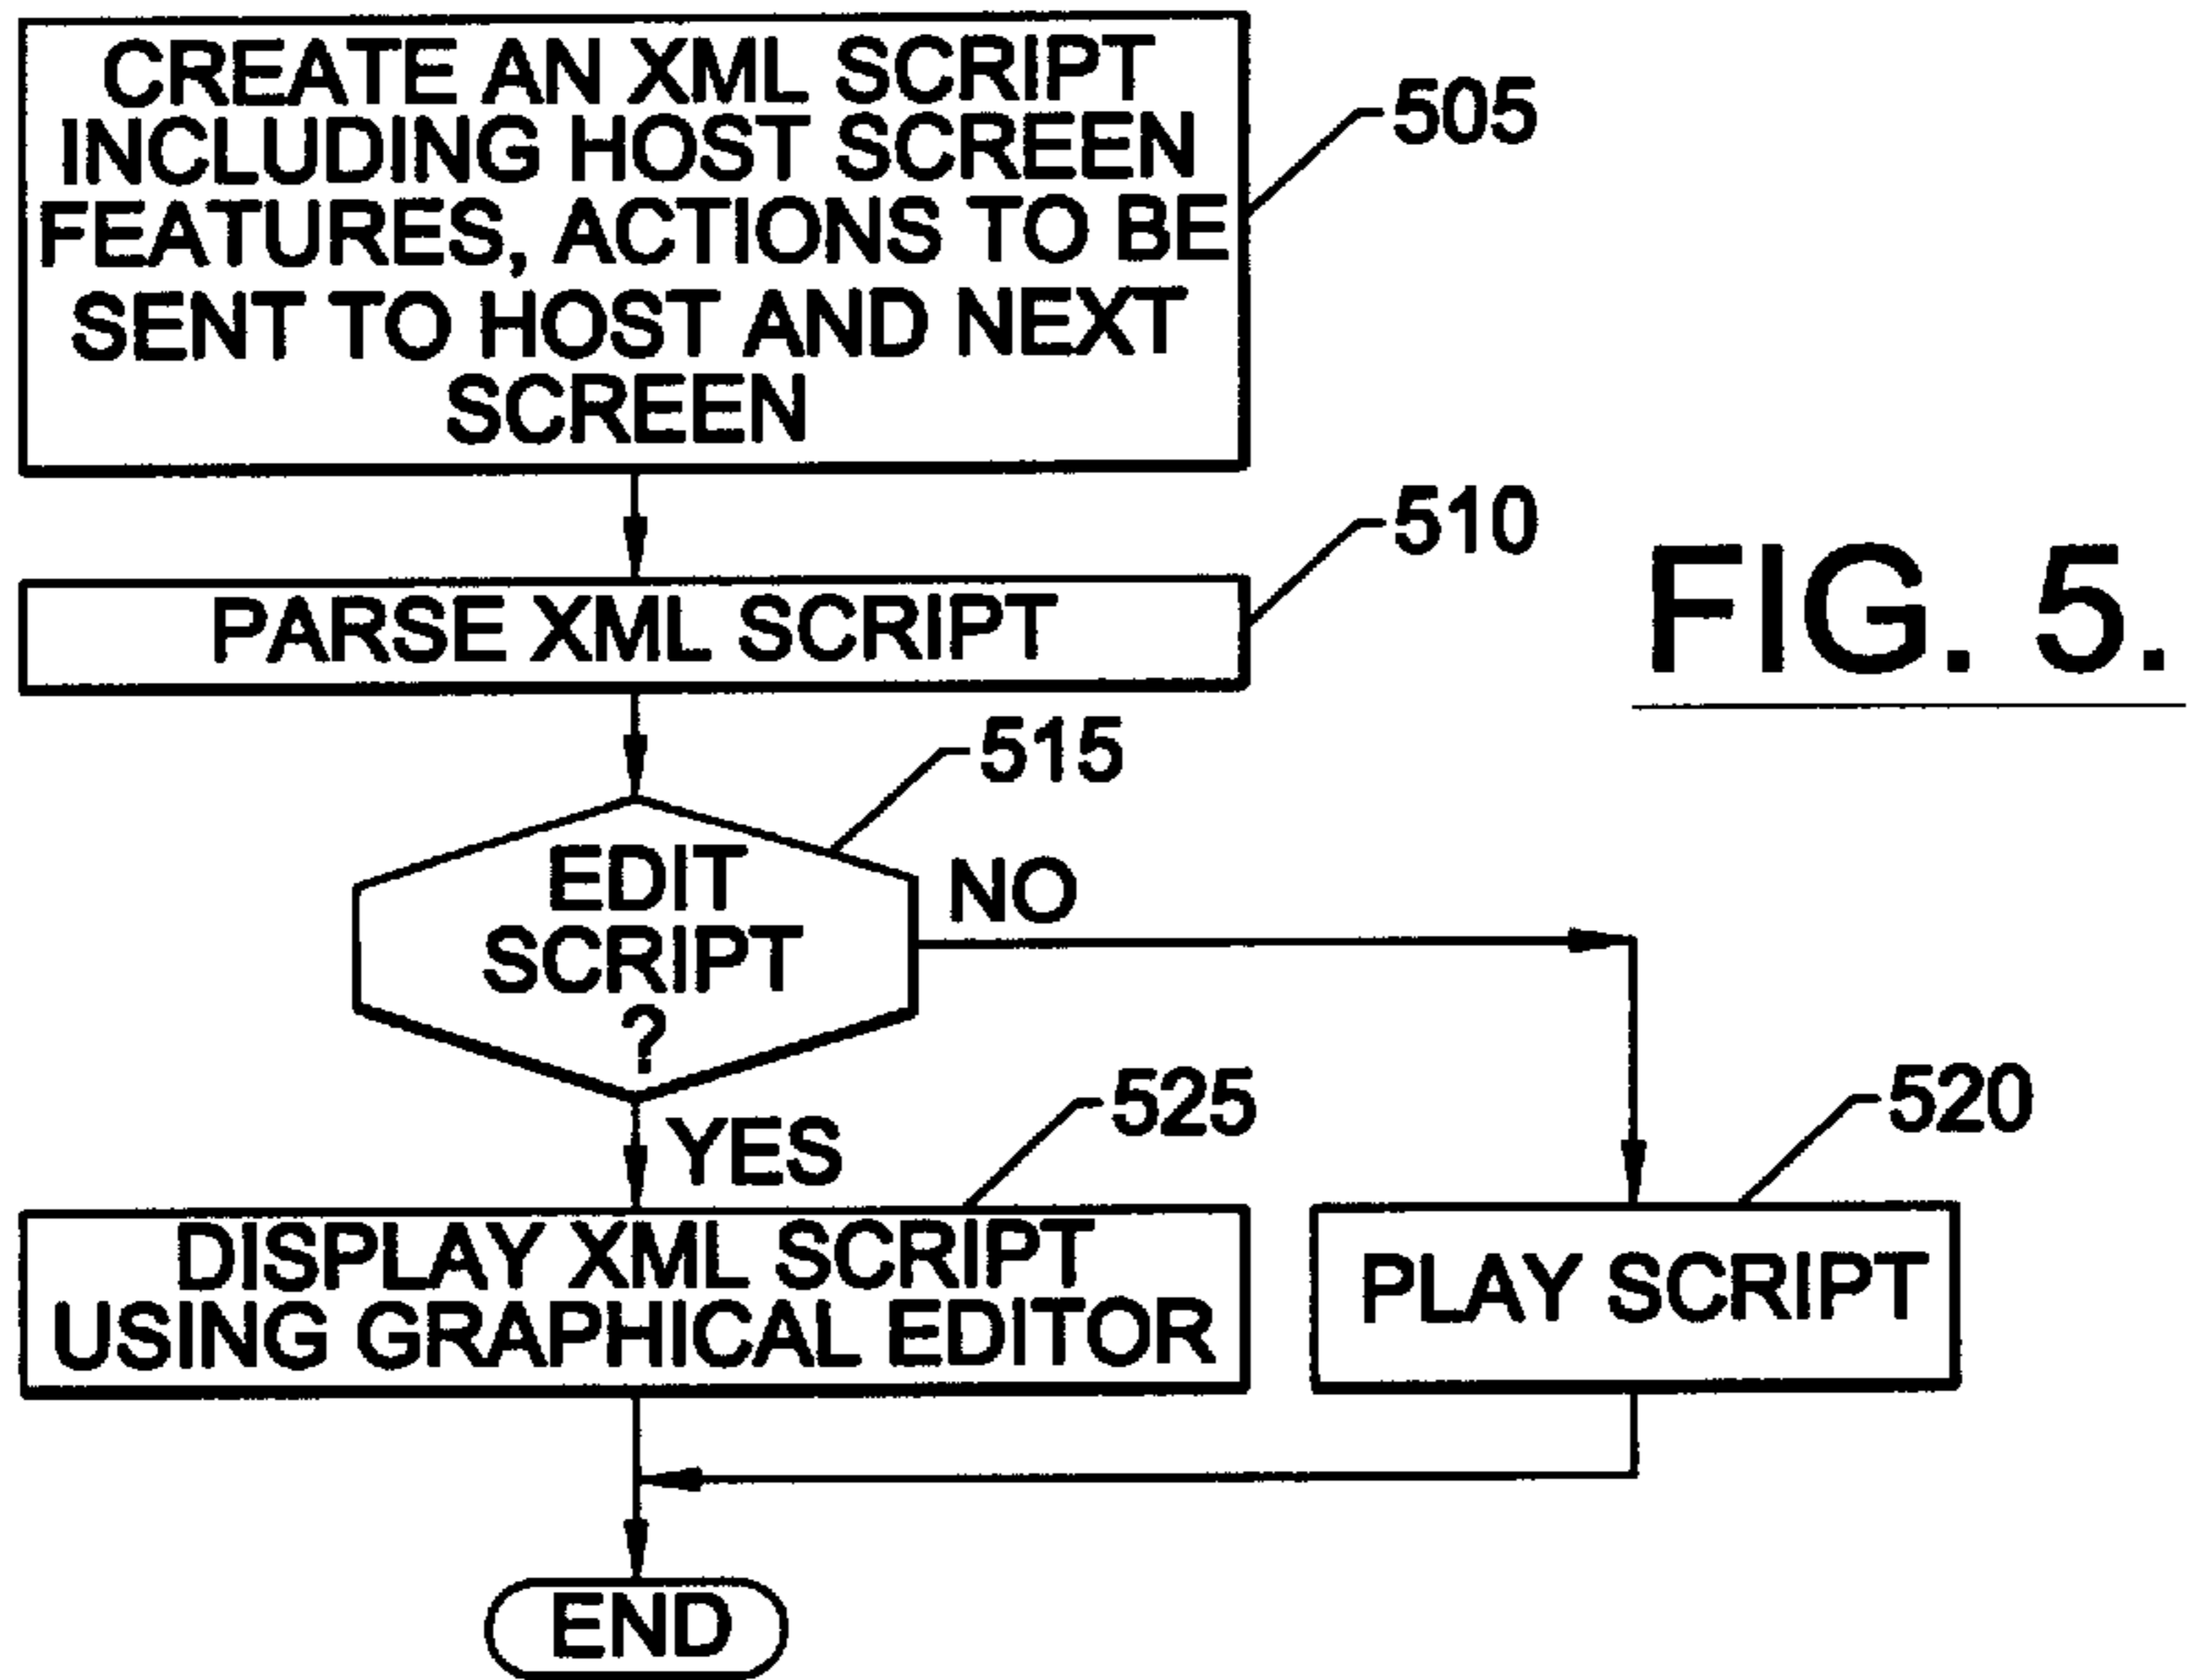 CREATE AN XML SCRIPT
INCLUDING HOST SCREEN
FEATURES, ACTIONS TO BE
SENT TO HOST AND NEXT
SCREEN
505
PARSE XML SCRIPT
510
FIG. 5.
515
EDIT
SCRIPT
?
NO
YES
525
520
DISPLAY XML SCRIPT
USING GRAPHICAL EDITOR
PLAY SCRIPT
END